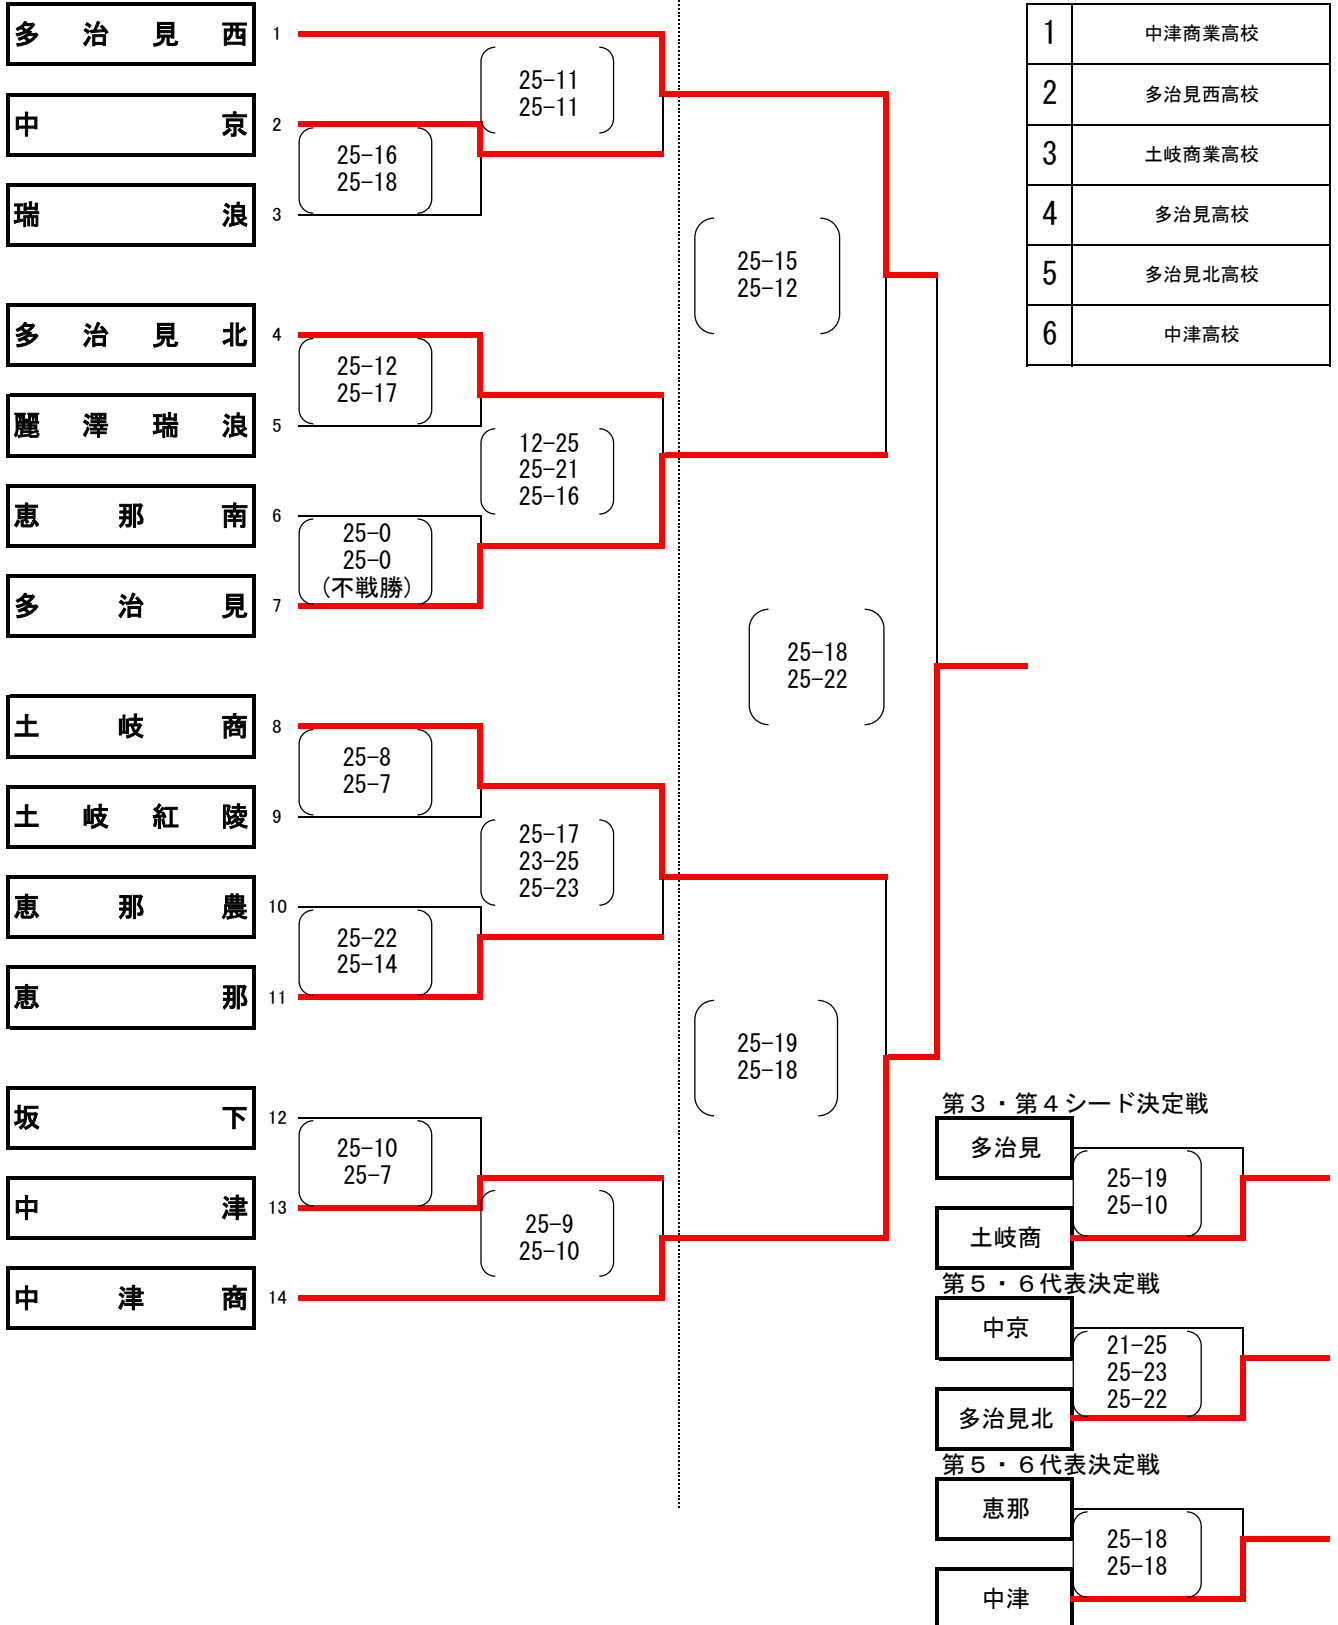 多治見西 1
25-11
25-11
中京 2
25-16
25-18
瑞浪 3
25-15
25-12
多治見北 4
25-12
25-17
麗澤瑞浪 5
12-25
25-21
25-16
恵那南 6
25-0
25-0
(不戦勝)
多治見 7
25-18
25-22
土岐商 8
25-8
25-7
土岐紅陵 9
25-17
23-25
25-23
恵那農 10
25-22
25-14
恵那 11
25-19
25-18
坂下 12
25-10
25-7
中津 13
25-9
25-10
中津商 14
1 中津商業高校
2 多治見西高校
3 土岐商業高校
4 多治見高校
5 多治見北高校
6 中津高校
第3・第4シード決定戦
多治見
25-19
25-10
土岐商
第5・6代表決定戦
中京
21-25
25-23
25-22
多治見北
第5・6代表決定戦
恵那
25-18
25-18
中津